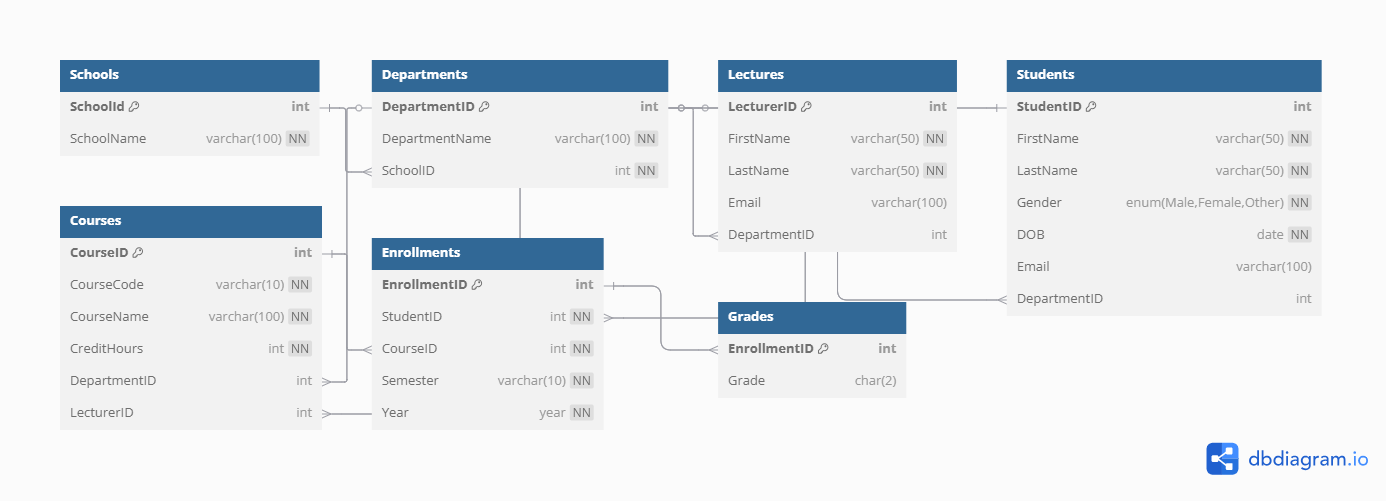 Schools
SchoolId int
SchoolName varchar(100) NN
Departments
DepartmentID int
DepartmentName varchar(100) NN
SchoolID int NN
Lectures
LecturerID int
FirstName varchar(50) NN
LastName varchar(50) NN
Email varchar(100)
DepartmentID int
Students
StudentID int
FirstName varchar(50) NN
LastName varchar(50) NN
Gender enum(Male,Female,Other) NN
DOB date NN
Email varchar(100)
DepartmentID int
Courses
CourseID int
CourseCode varchar(10) NN
CourseName varchar(100) NN
CreditHours int NN
DepartmentID int
LecturerID int
Enrollments
EnrollmentID int
StudentID int NN
CourseID int NN
Semester varchar(10) NN
Year year NN
Grades
EnrollmentID int
Grade char(2)
dbdiagram.io